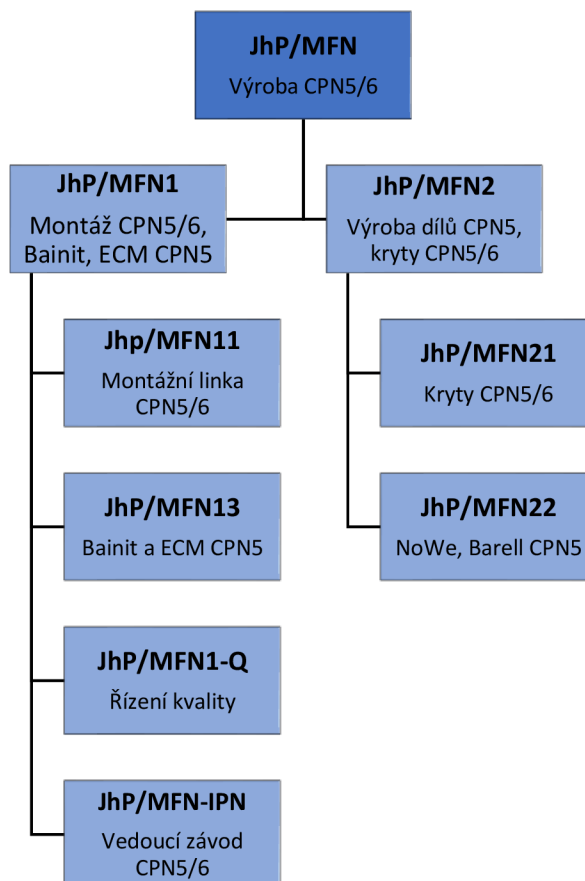 JhP/MFN
Výroba CPN5/6
JhP/MFN1
Montáž CPN5/6,
Bainit, ECM CPN5
JhP/MFN2
Výroba dílů CPN5,
kryty CPN5/6
Jhp/MFN11
Montážní linka
CPN5/6
JhP/MFN21
Kryty CPN5/6
JhP/MFN13
Bainit a ECM CPN5
JhP/MFN22
NoWe, Barell CPN5
JhP/MFN1-Q
Řízení kvality
JhP/MFN-IPN
Vedoucí závod
CPN5/6